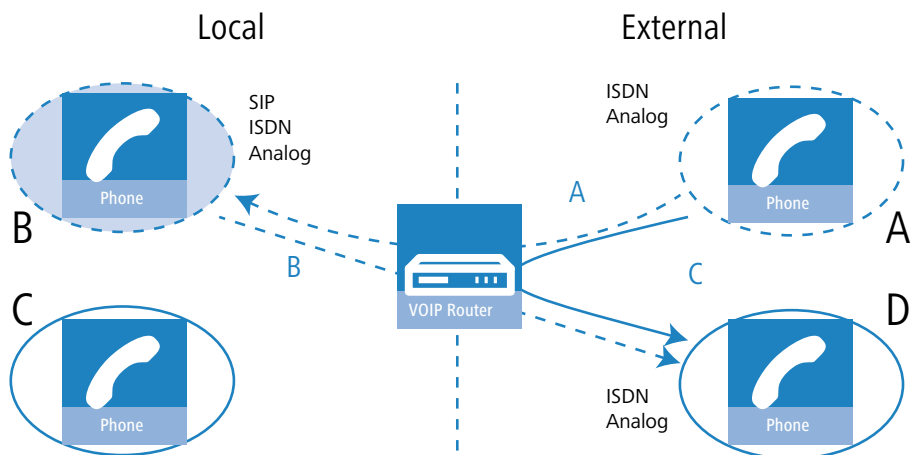 Local
External
SIP
ISDN
Analog
ISDN
Analog
Phone
Phone
B
A
A
B
C
VOIP Router
C
D
Phone
ISDN
Analog
Phone